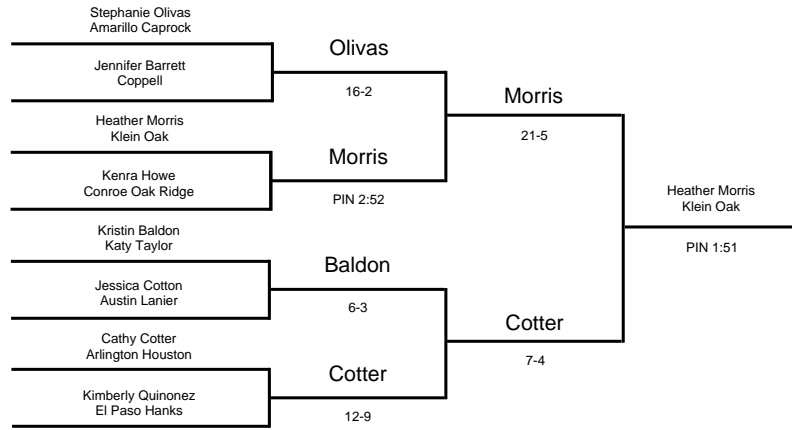 Stephanie Olivas
Amarillo Caprock
Jennifer Barrett
Coppell
Olivas
16-2
Heather Morris
Klein Oak
Kenra Howe
Conroe Oak Ridge
Morris
PIN 2:52
Morris
21-5
Kristin Baldon
Katy Taylor
Jessica Cotton
Austin Lanier
Baldon
6-3
Cathy Cotter
Arlington Houston
Kimberly Quinonez
El Paso Hanks
Cotter
12-9
Cotter
7-4
Heather Morris
Klein Oak
PIN 1:51